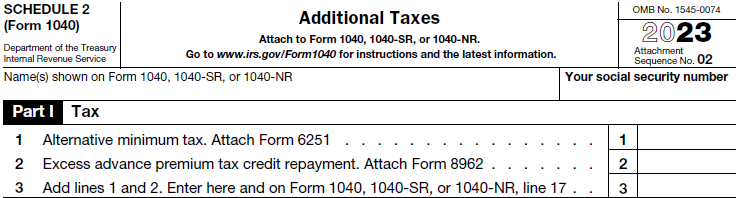 SCHEDULE 2
(Form 1040)
Department of the Treasury
Internal Revenue Service
Additional Taxes
Attach to Form 1040, 1040-SR, or 1040-NR.
Go to www.irs.gov/Form1040 for instructions and the latest information.
OMB No. 1545-0074
2023
Attachment
Sequence No. 02
Name(s) shown on Form 1040, 1040-SR, or 1040-NR
Your social security number
Part I Tax
1 Alternative minimum tax. Attach Form 6251 . . . . . . . . . . . . . . . . 1
2 Excess advance premium tax credit repayment. Attach Form 8962 . . . . . . . 2
3 Add lines 1 and 2. Enter here and on Form 1040, 1040-SR, or 1040-NR, line 17 . . 3